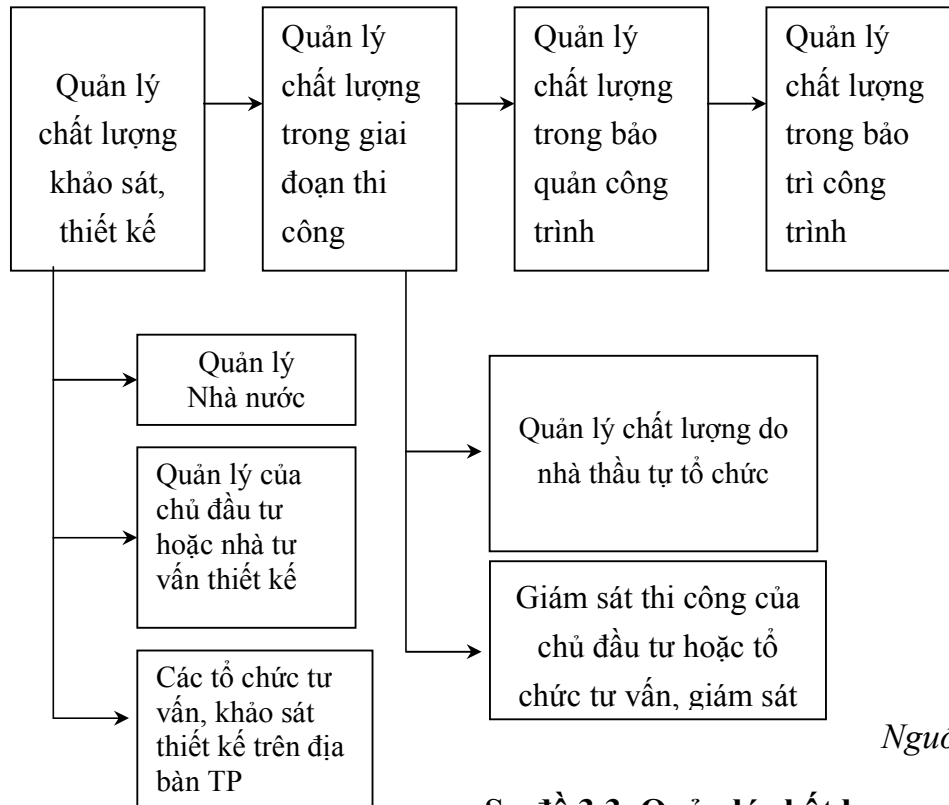 Quản lý
chất lượng
khảo sát,
thiết kế
Quản lý
chất lượng
trong giai
đoạn thi
công
Quản lý
chất lượng
trong bảo
quản công
trình
Quản lý
chất lượng
trong bảo
trì công
trình
Quản lý
Nhà nước
Quản lý của
chủ đầu tư
hoặc nhà tư
vấn thiết kế
Các tổ chức tư
vấn, khảo sát
thiết kế trên địa
bàn TP
Quản lý chất lượng do
nhà thầu tự tổ chức
Giám sát thi công của
chủ đầu tư hoặc tổ
chức tư vấn, giám sát